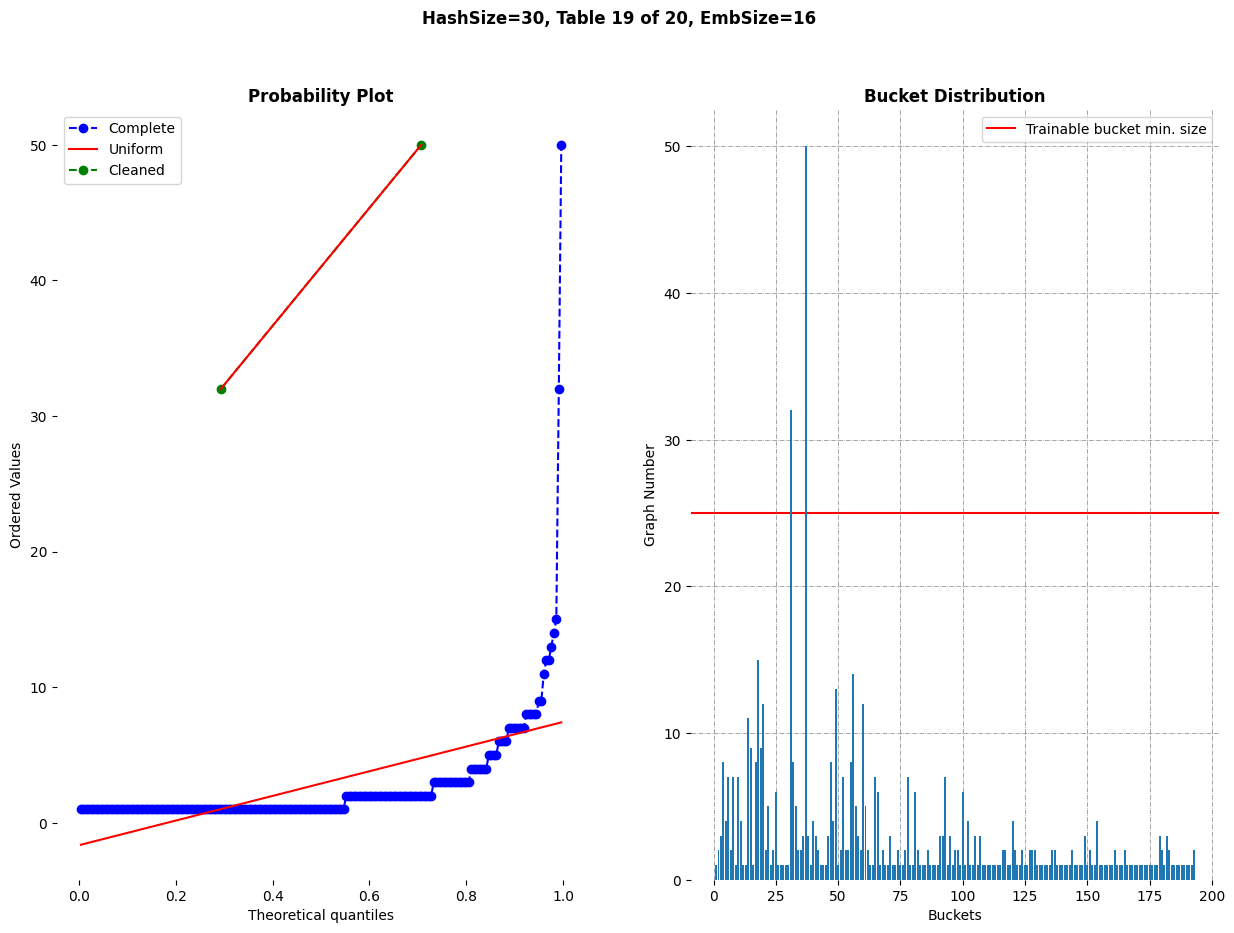 HashSize=30, Table 19 of 20, EmbSize=16
Probability Plot
Complete
Uniform
Cleaned
50
40
30
20
10
0
Ordered Values
0.0 0.2 0.4 0.6 0.8 1.0
Theoretical quantiles
Bucket Distribution
Trainable bucket min. size
50
40
30
20
10
0
Graph Number
0 25 50 75 100 125 150 175 200
Buckets